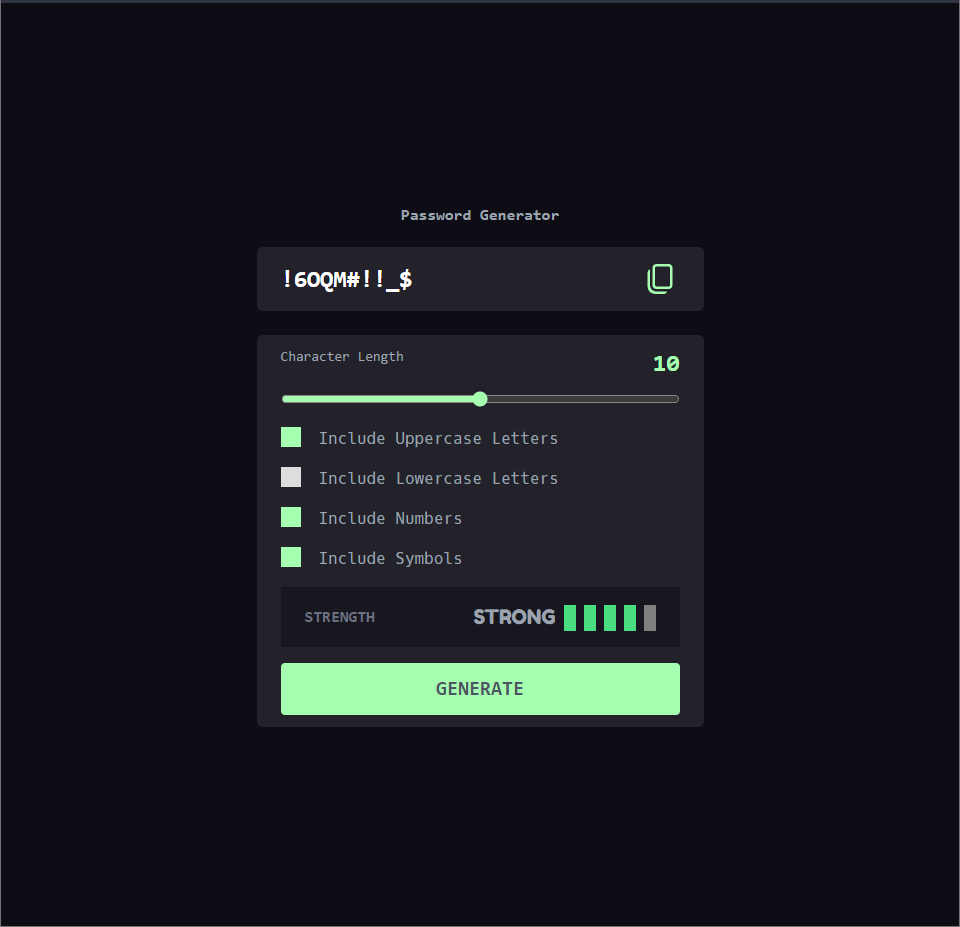 Password Generator
!6OQM#!!_$
Character Length
10
Include Uppercase Letters
Include Lowercase Letters
Include Numbers
Include Symbols
STRENGTH STRONG
GENERATE